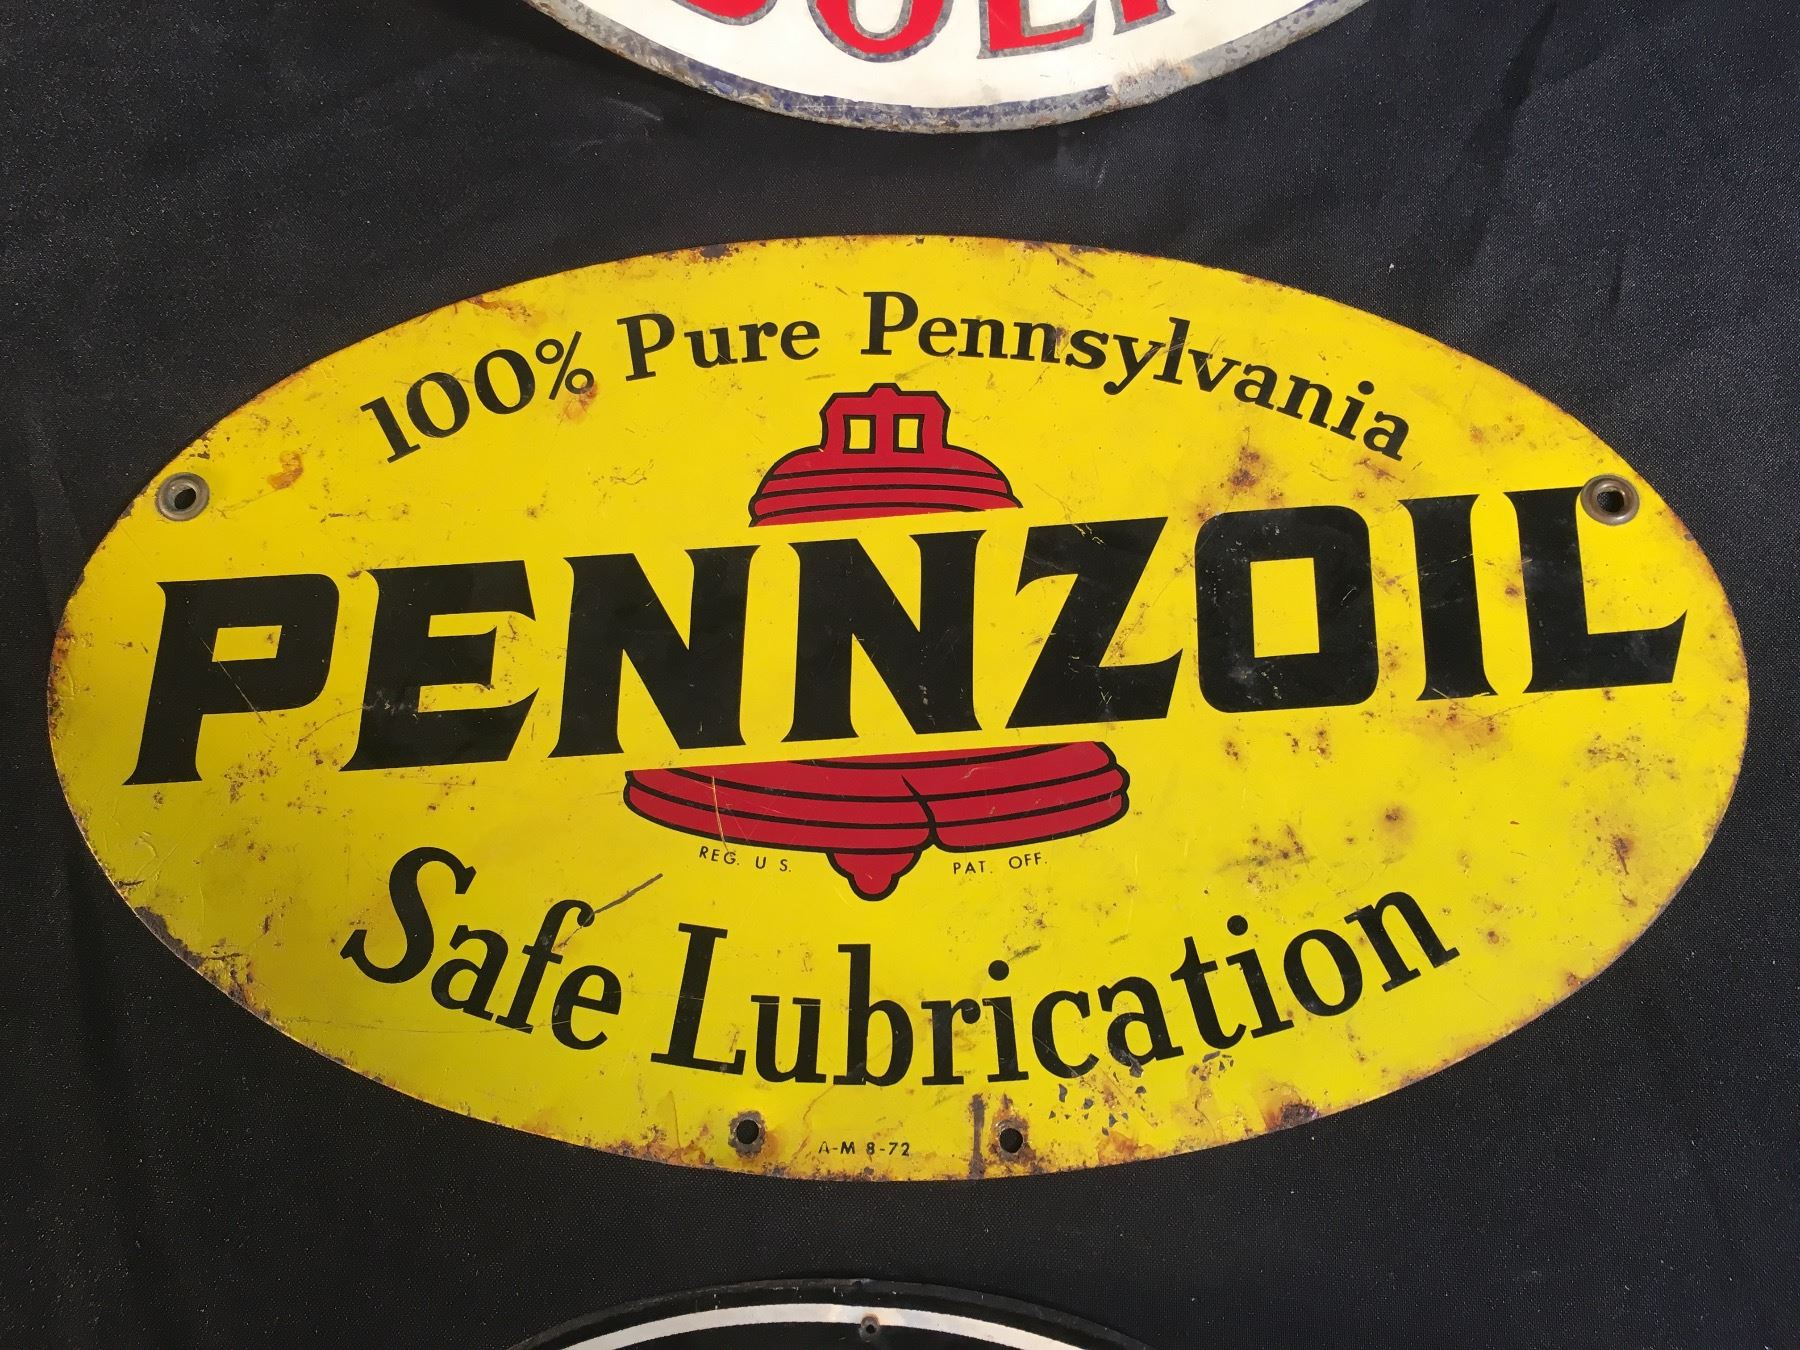 100% Pure Pennsylvania
PENNZOIL
REG. U S. PAT. OFF.
Safe Lubrication
A-M 8-72